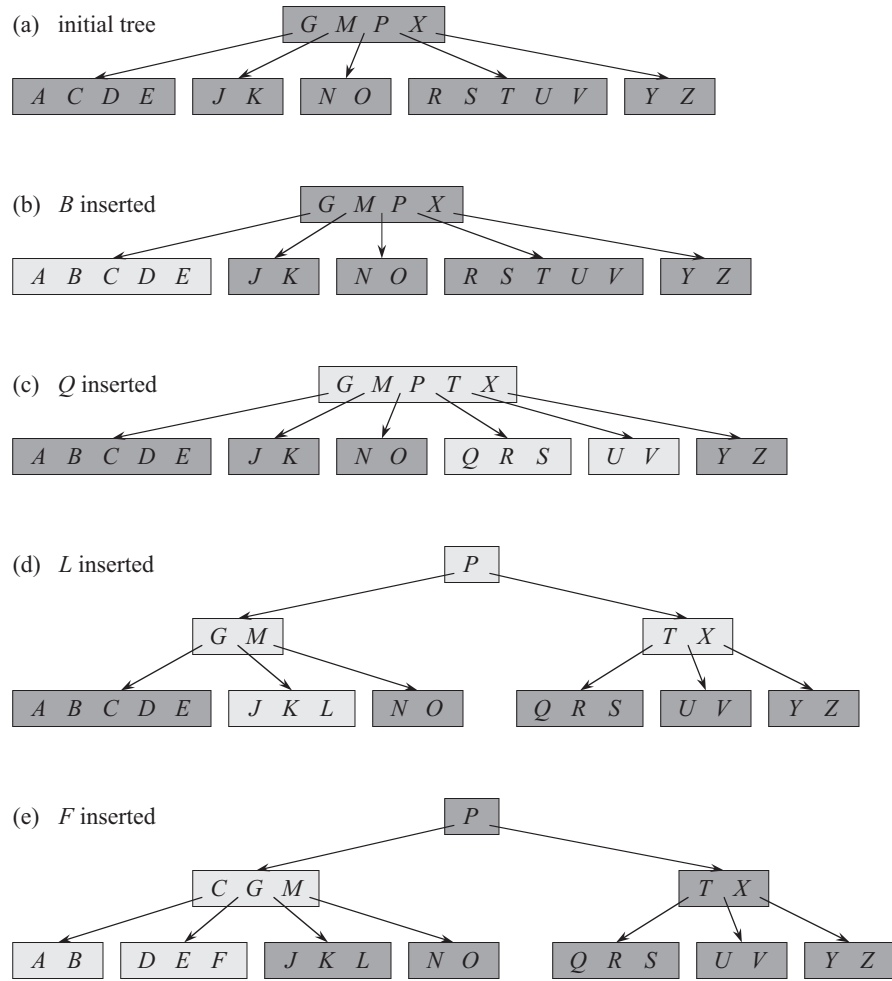 (a) initial tree
G M P X
A C D E J K N O R S T U V Y Z
(b) B inserted
G M P X
A B C D E J K N O R S T U V Y Z
(c) Q inserted
G M P T X
A B C D E J K N O Q R S U V Y Z
(d) L inserted
P
G M T X
A B C D E J K L N O Q R S U V Y Z
(e) F inserted
P
C G M T X
A B D E F J K L N O Q R S U V Y Z